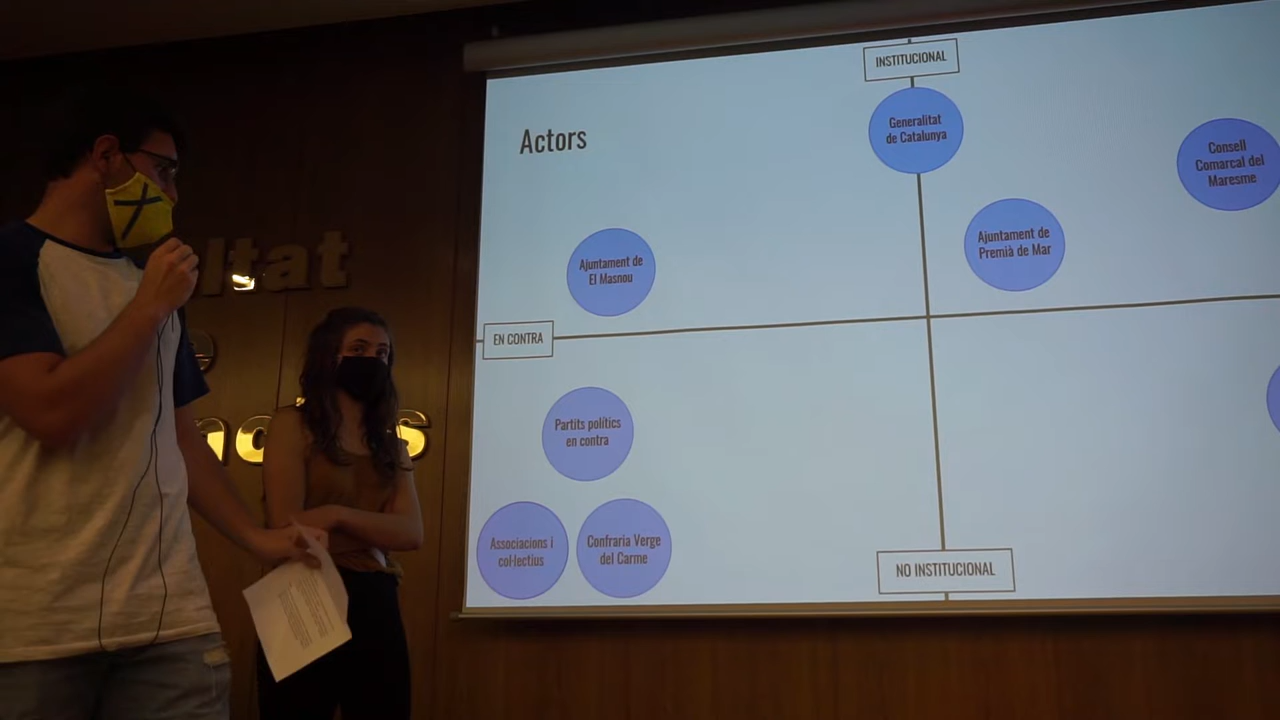 INSTITUCIONAL
Actors
Generalitat
de Catalunya
Consell
Comarcal del
Maresme
Ajuntament de
Premià de Mar
Ajuntament de
El Masnou
EN CONTRA
Partits polítics
en contra
Associacions i
col·lectius
Confraria Verge
del Carme
NO INSTITUCIONAL
ltat